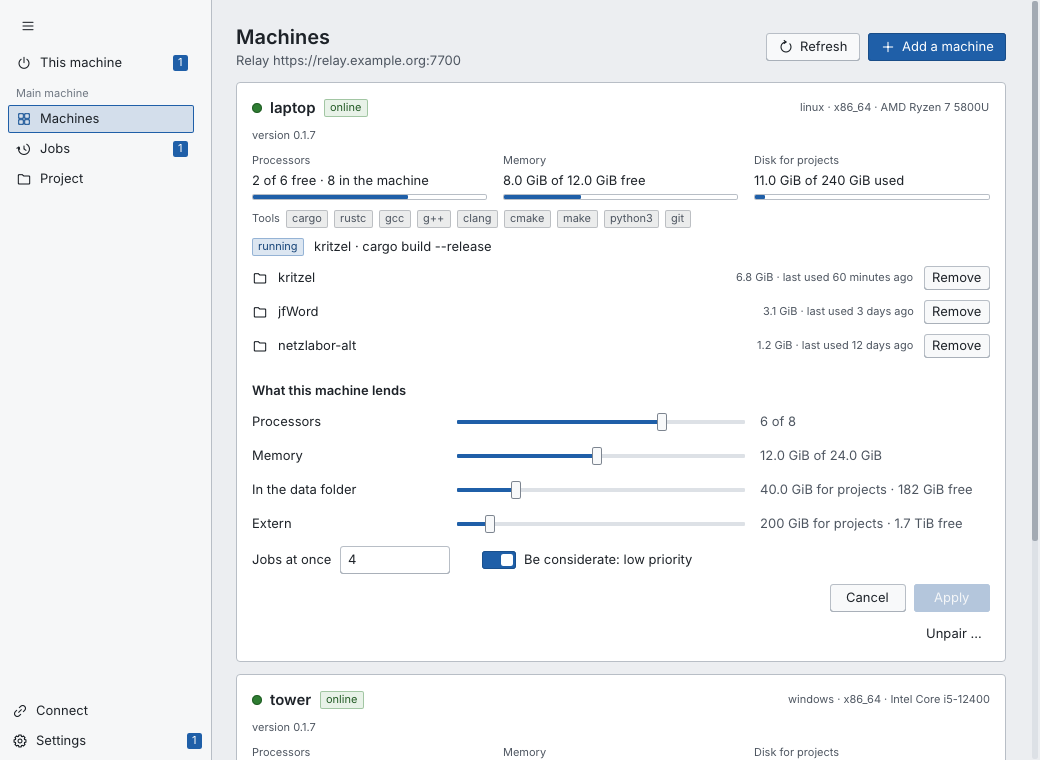 Machines
Relay https://relay.example.org:7700
Refresh
Add a machine
This machine 1
Main machine
Machines
Jobs 1
Project
Connect
Settings 1
laptop online
linux · x86_64 · AMD Ryzen 7 5800U
version 0.1.7
Processors Memory Disk for projects
2 of 6 free · 8 in the machine 8.0 GiB of 12.0 GiB free 11.0 GiB of 240 GiB used
Tools cargo rustc gcc g++ clang cmake make python3 git
running kritzel · cargo build --release
kritzel 6.8 GiB · last used 60 minutes ago Remove
jfWord 3.1 GiB · last used 3 days ago Remove
netzlabor-alt 1.2 GiB · last used 12 days ago Remove
What this machine lends
Processors 6 of 8
Memory 12.0 GiB of 24.0 GiB
In the data folder 40.0 GiB for projects · 182 GiB free
Extern 200 GiB for projects · 1.7 TiB free
Jobs at once 4 Be considerate: low priority
Cancel Apply
Unpair ...
tower online
windows · x86_64 · Intel Core i5-12400
version 0.1.7
Processors Memory Disk for projects